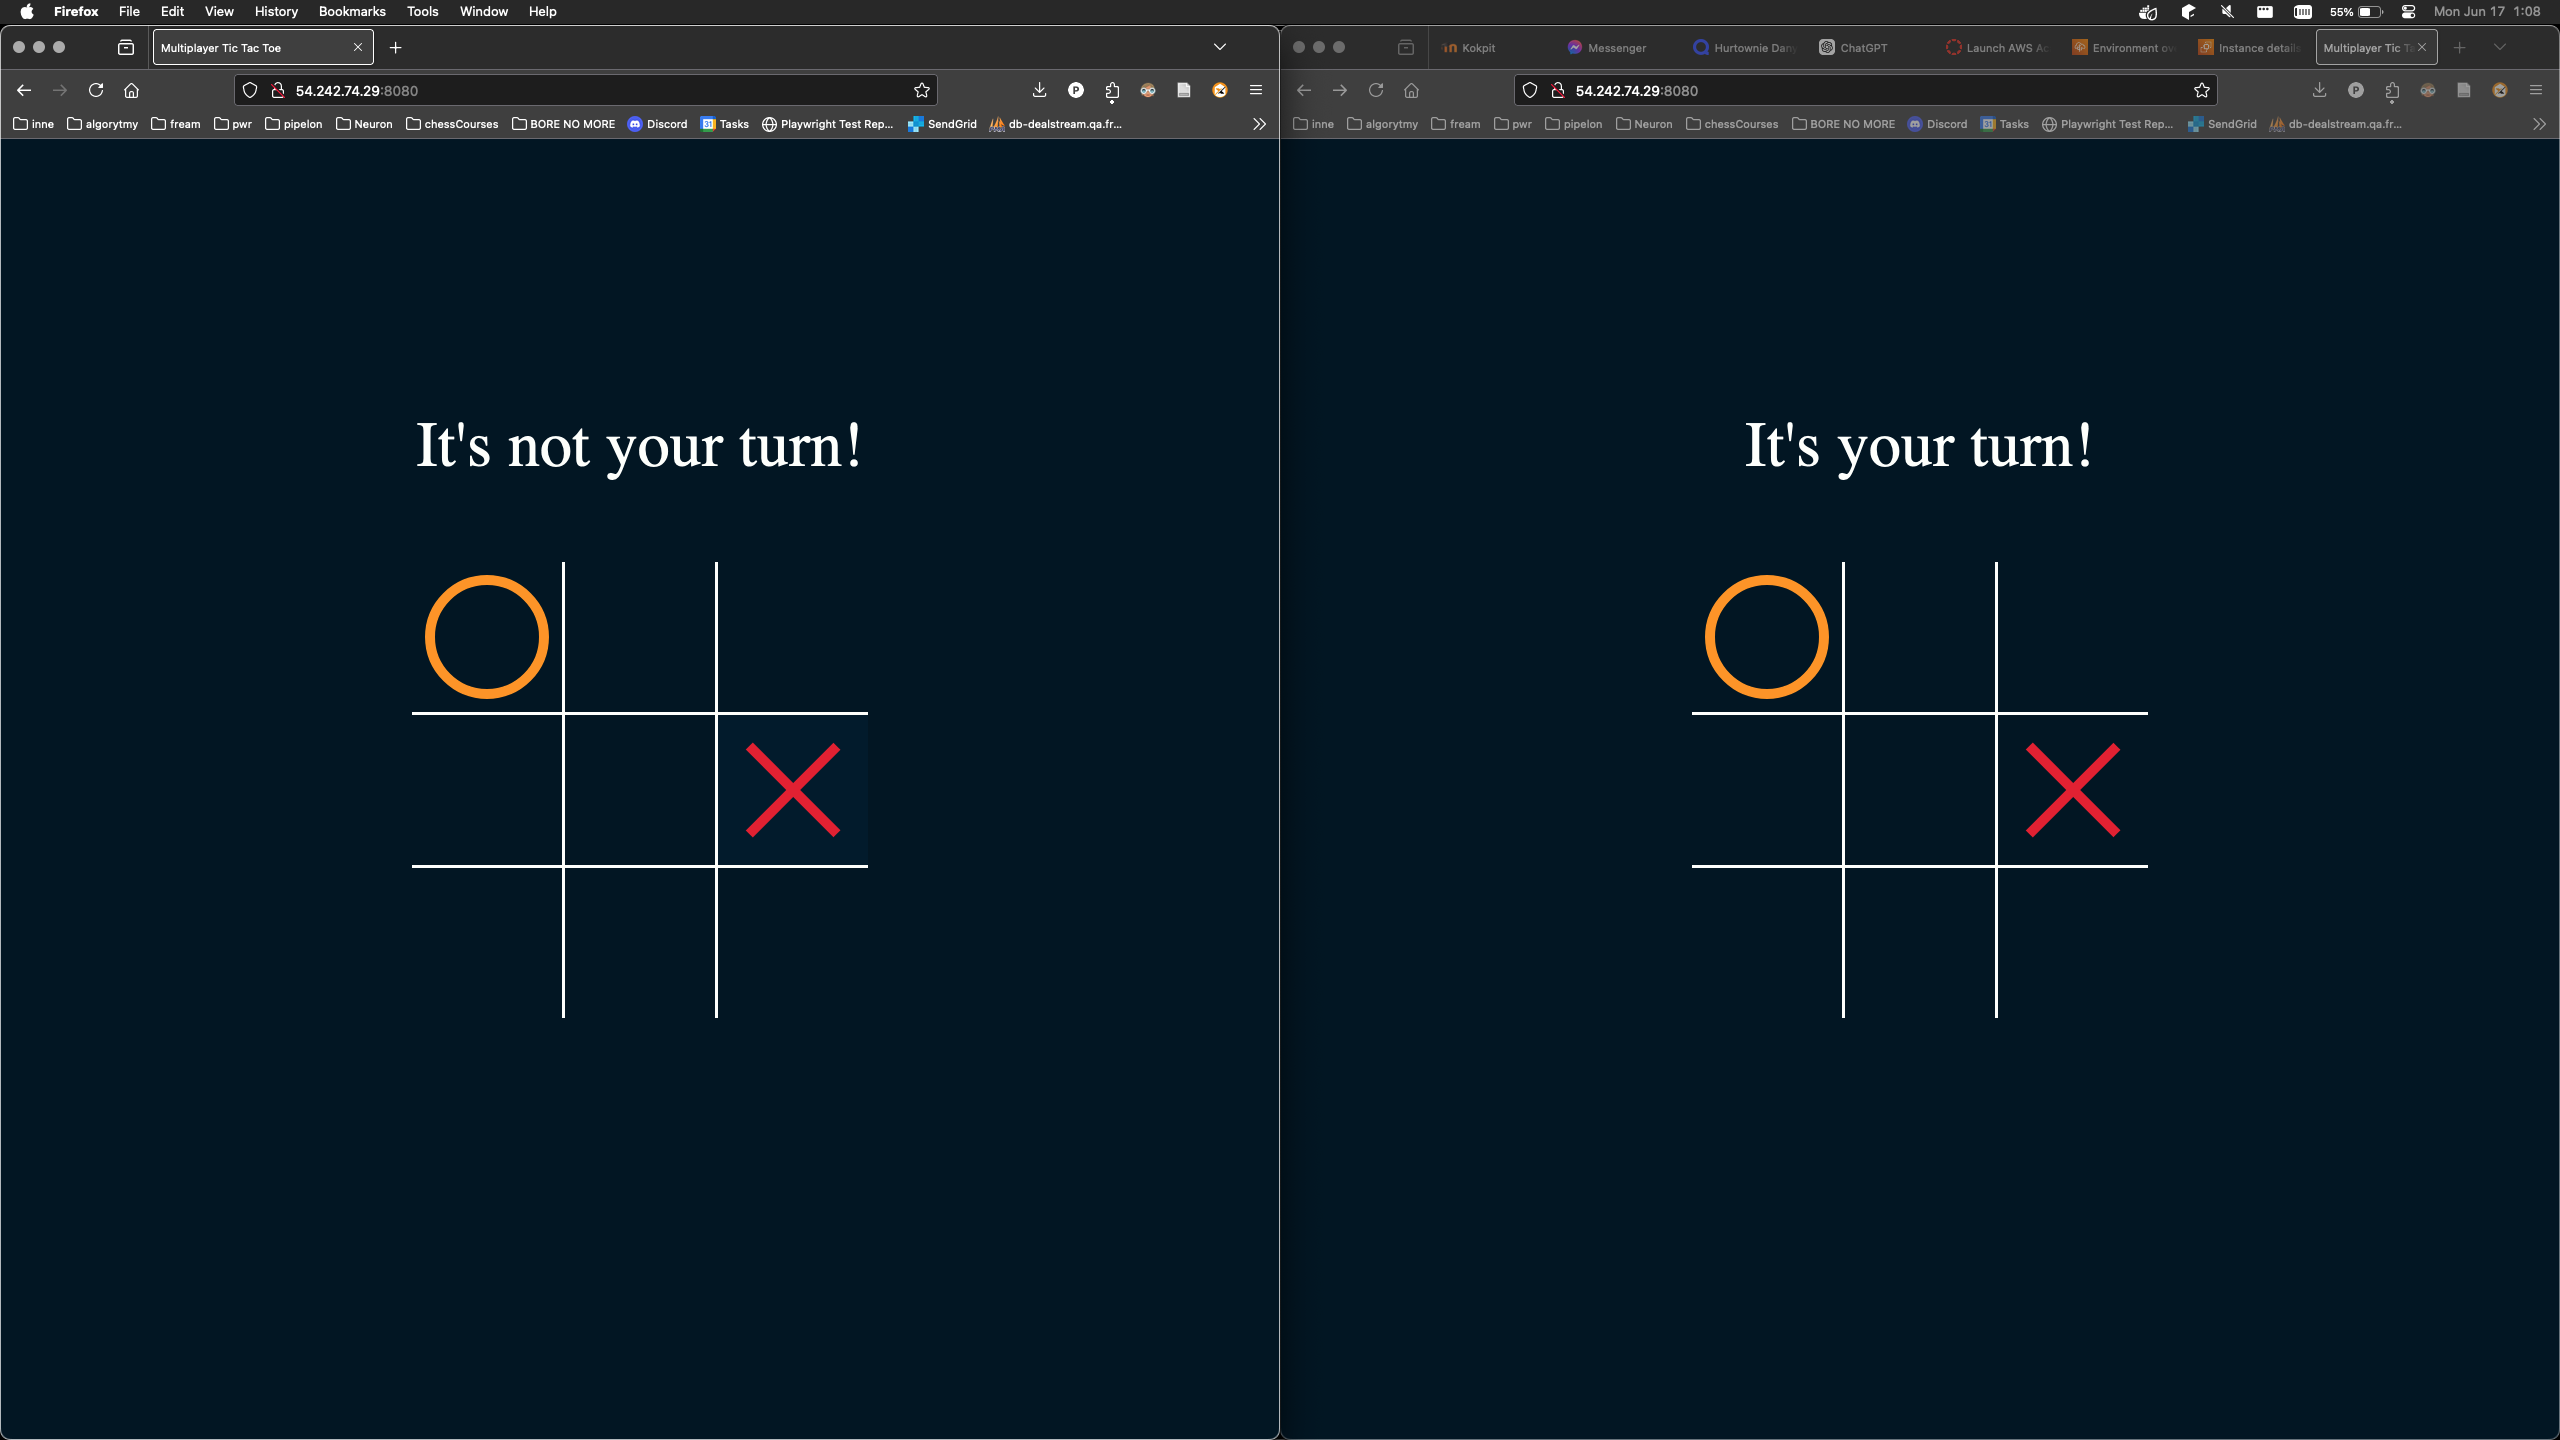 Firefox File Edit View History Bookmarks Tools Window Help 55% Mon Jun 17 1:08
Multiplayer Tic Tac Toe
54.242.74.29:8080
inne algorytmy fream pwr pipelon Neuron chessCourses BORE NO MORE Discord 31 Tasks Playwright Test Rep... SendGrid db-dealstream.qa.fr...
It's not your turn!
Kokpit Messenger Hurtownie Dan ChatGPT Launch AWS Ac Environment ov Instance details Multiplayer Tic T
54.242.74.29:8080
inne algorytmy fream pwr pipelon Neuron chessCourses BORE NO MORE Discord 31 Tasks Playwright Test Rep... SendGrid db-dealstream.qa.fr...
It's your turn!